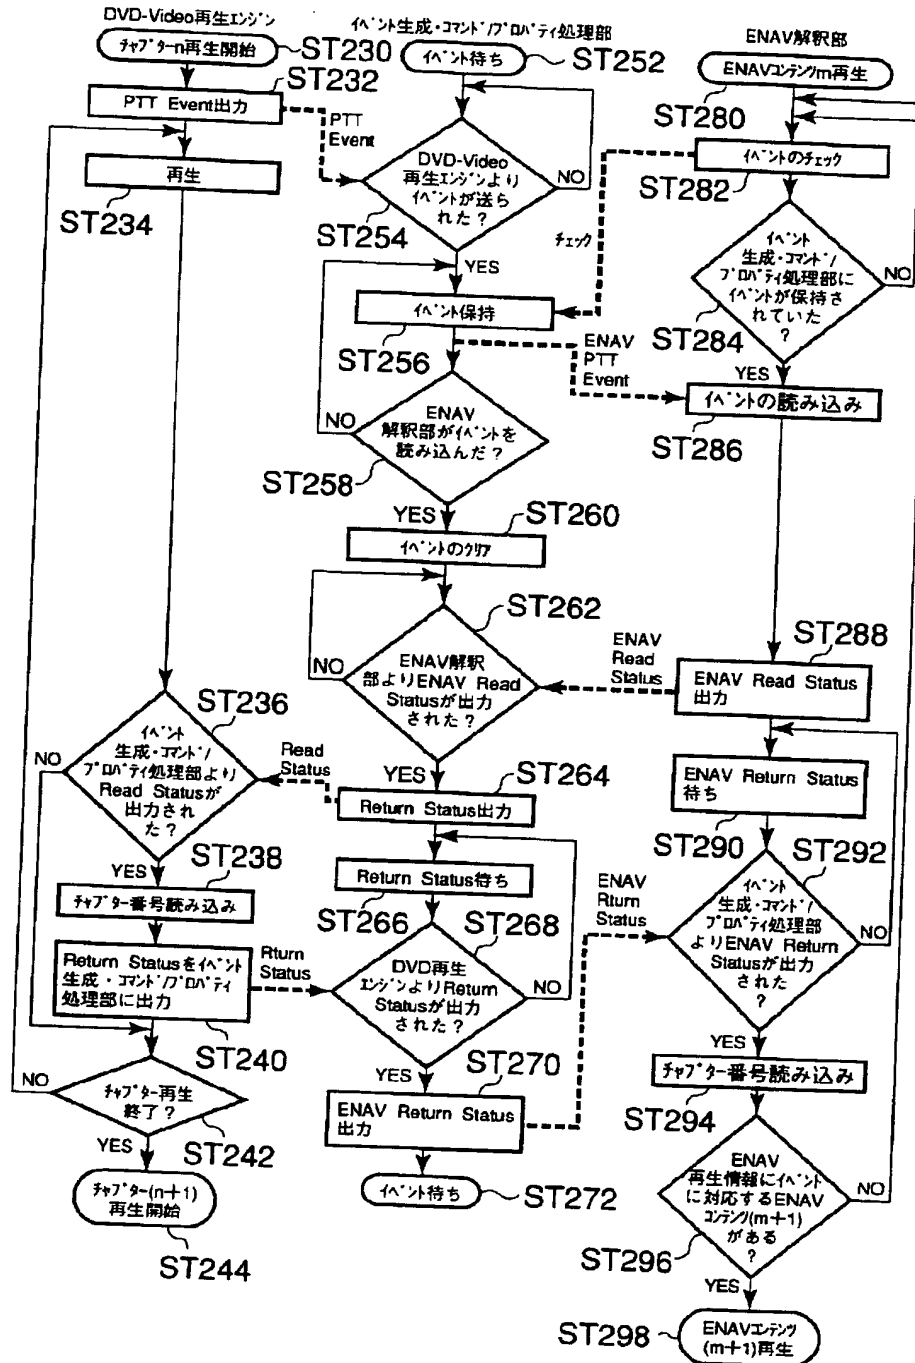 DVD-Video再生エンジン
チャプターn再生開始
ST230
ST232
PTT Event出力
PTT
Event
再生
ST234
ST236
イベント
生成・コマンド/
プロパティ処理部より
Read Statusが
出力され
た?
NO
YES
ST238
チャプター番号読み込み
Return Statusをイベント
生成・コマンド/プロパティ
処理部に出力
Rturn
Status
ST240
NO
チャプター再生
終了?
ST242
YES
チャプター(n+1)
再生開始
ST244
イベント生成・コマンド/プロパティ処理部
イベント待ち
ST252
DVD-Video
再生エンジンより
イベントが送ら
れた?
NO
ST254
YES
チェック
イベント保持
ST256
ENAV
PTT
Event
ENAV
解釈部がイベントを
読み込んだ?
NO
ST258
YES
ST260
イベントのクリア
ST262
ENAV解釈
部よりENAV Read
Statusが出力
された?
NO
ENAV
Read
Status
YES
ST264
Read
Status
Return Status出力
Return Status待ち
ST266
ST268
DVD再生
エンジンよりReturn
Statusが出力
された?
NO
ENAV
Rturn
Status
YES
ST270
ENAV Return Status
出力
イベント待ち
ST272
ENAV解釈部
ENAVコンテンツm再生
ST280
イベントのチェック
ST282
イベント
生成・コマンド/
プロパティ処理部に
イベントが保持さ
れていた
?
NO
ST284
YES
イベントの読み込み
ST286
ST288
ENAV Read Status
出力
ENAV Return Status
待ち
ST290
ST292
イベント
生成・コマンド/
プロパティ処理部
よりENAV Return
Statusが出力
された
?
NO
YES
チャプター番号読み込み
ST294
ENAV
再生情報にイベント
に対応するENAV
コンテンツ(m+1)
がある
?
NO
ST296
YES
ST298
ENAVコンテンツ
(m+1)再生